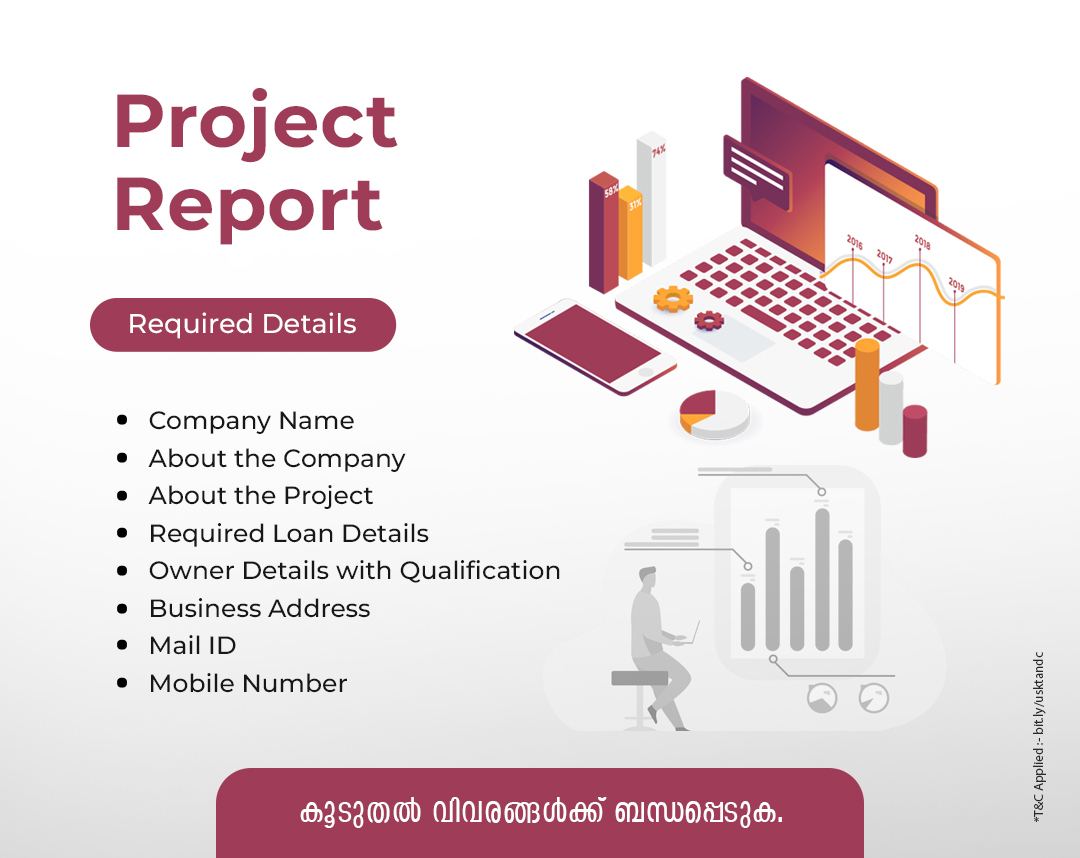 Project
Report
Required Details
• Company Name
• About the Company
• About the Project
• Required Loan Details
• Owner Details with Qualification
• Business Address
• Mail ID
• Mobile Number
58%
31%
74%
2016
2017
2018
2019
കൂടുതൽ വിവരങ്ങൾക്ക് ബന്ധപ്പെടുക.
*T&C Applied :- bit.ly/usktandc